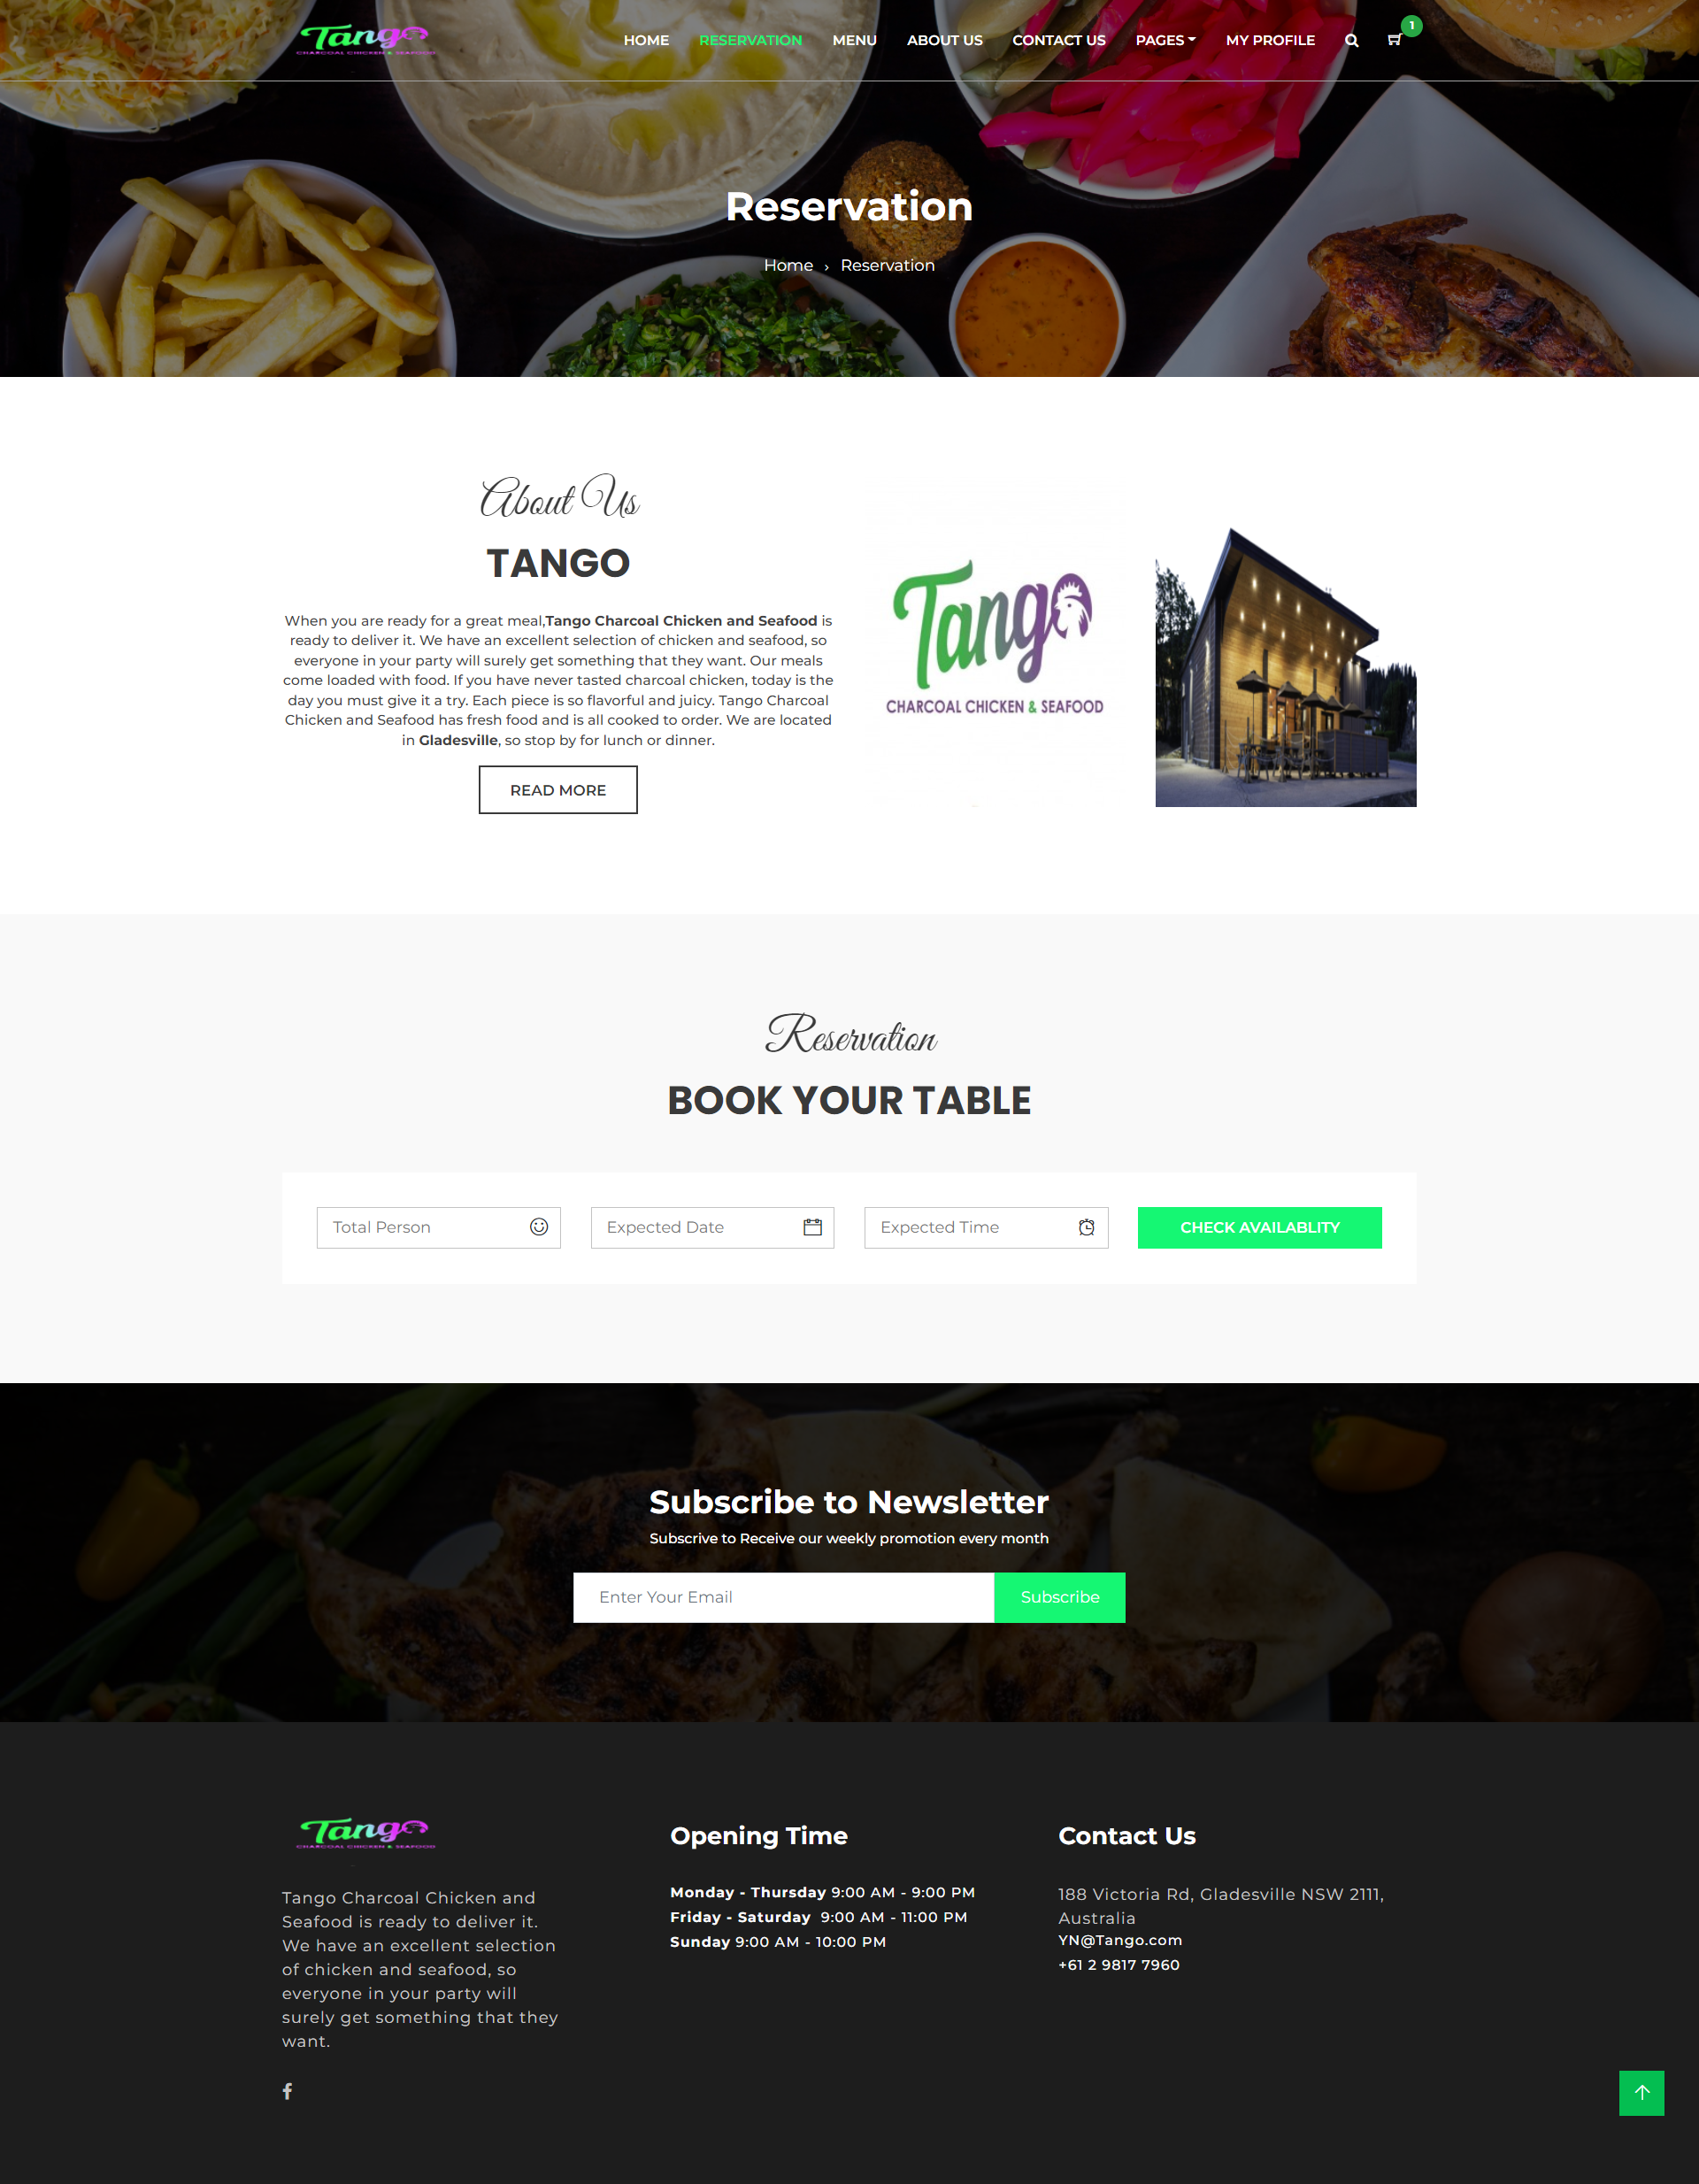 Tango
CHARCOAL CHICKEN & SEAFOOD
HOME RESERVATION MENU ABOUT US CONTACT US PAGES MY PROFILE 1
Reservation
Home › Reservation
About Us
TANGO
When you are ready for a great meal,Tango Charcoal Chicken and Seafood is
ready to deliver it. We have an excellent selection of chicken and seafood, so
everyone in your party will surely get something that they want. Our meals
come loaded with food. If you have never tasted charcoal chicken, today is the
day you must give it a try. Each piece is so flavorful and juicy. Tango Charcoal
Chicken and Seafood has fresh food and is all cooked to order. We are located
in Gladesville, so stop by for lunch or dinner.
READ MORE
Tango
CHARCOAL CHICKEN & SEAFOOD
Reservation
BOOK YOUR TABLE
Total Person
Expected Date
Expected Time
CHECK AVAILABLITY
Subscribe to Newsletter
Subscrive to Receive our weekly promotion every month
Enter Your Email
Subscribe
Tango
CHARCOAL CHICKEN & SEAFOOD
Tango Charcoal Chicken and
Seafood is ready to deliver it.
We have an excellent selection
of chicken and seafood, so
everyone in your party will
surely get something that they
want.
Opening Time
Monday - Thursday 9:00 AM - 9:00 PM
Friday - Saturday 9:00 AM - 11:00 PM
Sunday 9:00 AM - 10:00 PM
Contact Us
188 Victoria Rd, Gladesville NSW 2111,
Australia
YN@Tango.com
+61 2 9817 7960